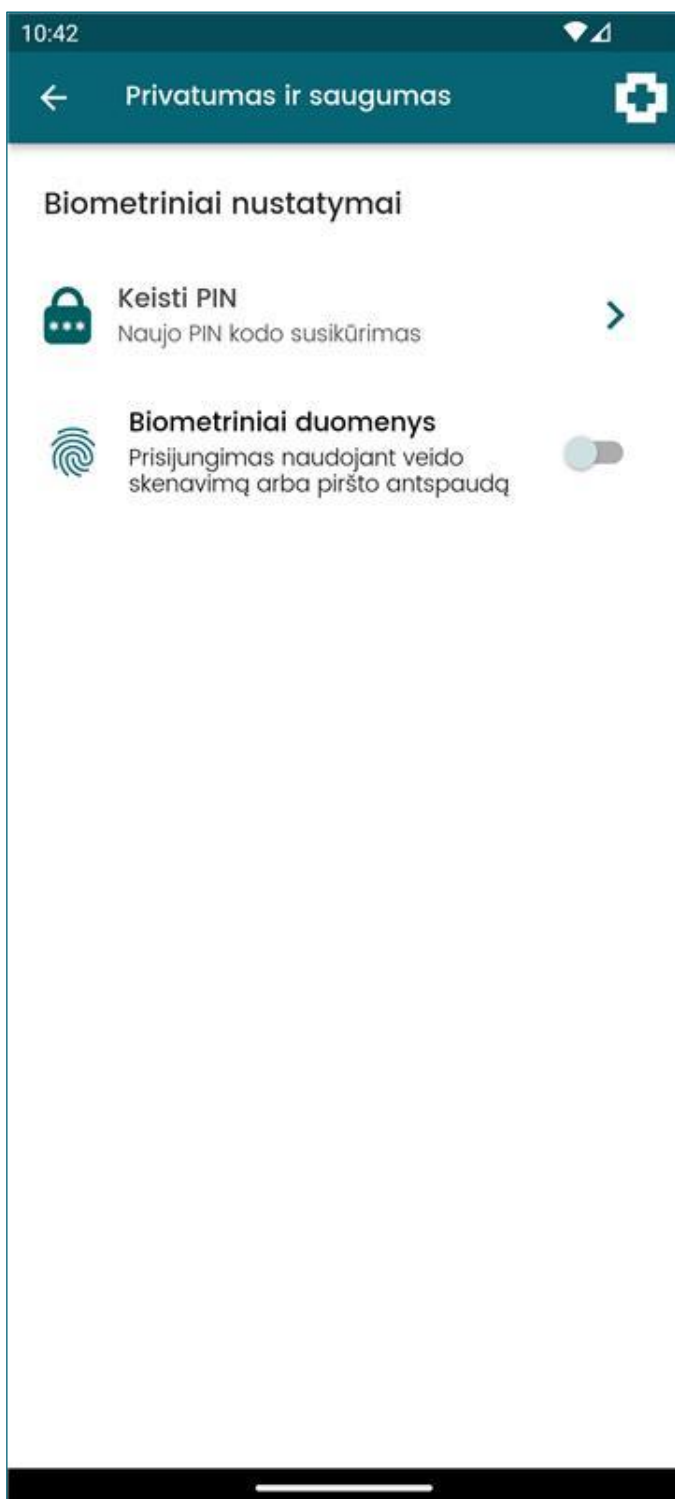 10:42
Privatumas ir saugumas
Biometriniai nustatymai
Keisti PIN
Naujo PIN kodo susikūrimas
Biometriniai duomenys
Prisijungimas naudojant veido
skenavimą arba piršto antspaudą